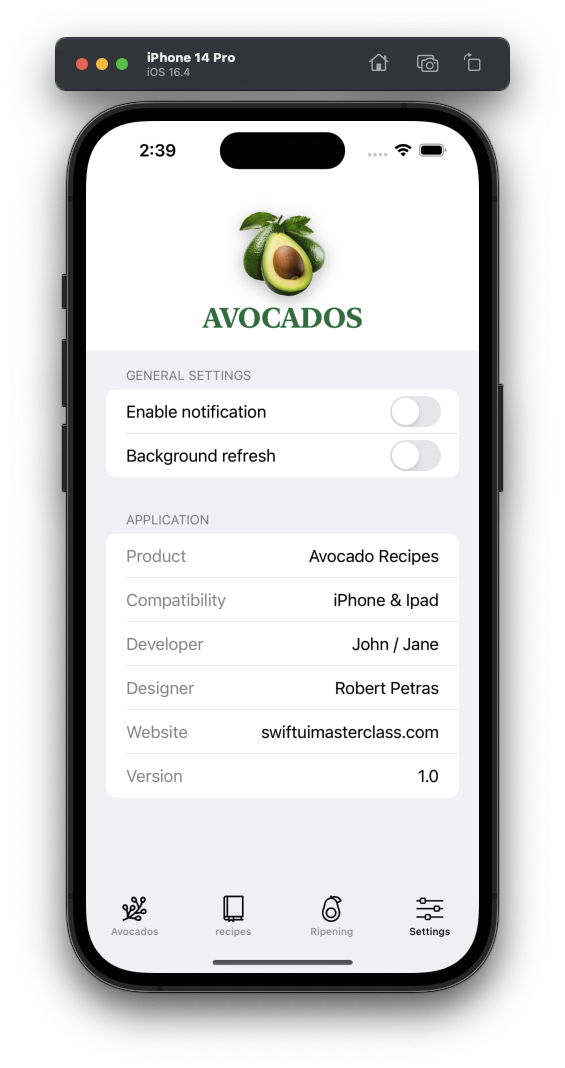 iPhone 14 Pro
iOS 16.4
2:39
AVOCADOS
GENERAL SETTINGS
Enable notification
Background refresh
APPLICATION
Product Avocado Recipes
Compatibility iPhone & Ipad
Developer John / Jane
Designer Robert Petras
Website swiftuimasterclass.com
Version 1.0
Avocados recipes Ripening Settings